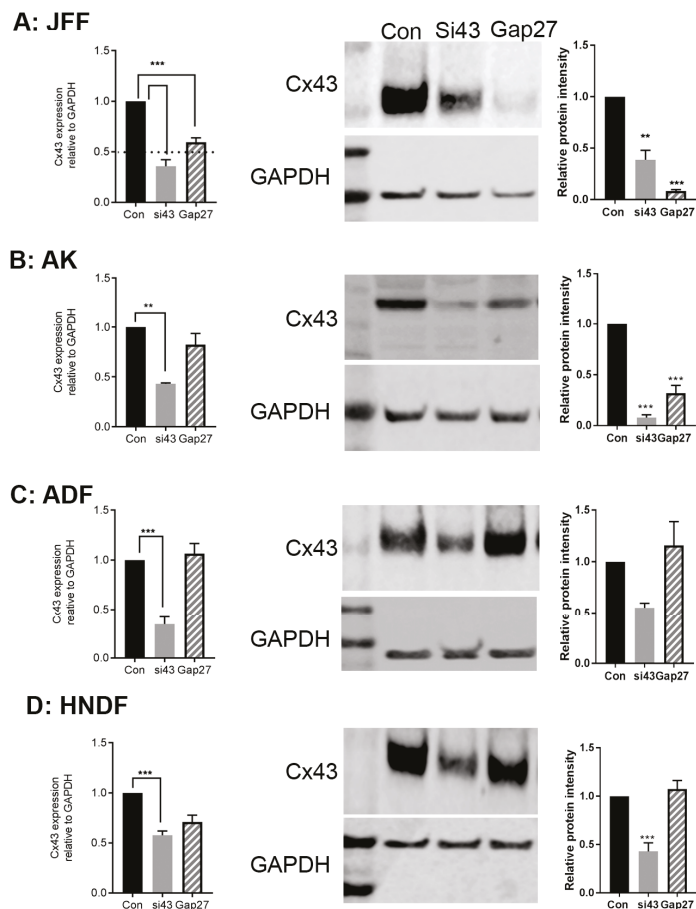 A: JFF
Cx43 expression
relative to GAPDH
1.5
1.0
0.5
0.0
***
Con si43 Gap27
Con Si43 Gap27
Cx43
GAPDH
Relative protein intensity
1.5
1.0
0.5
0.0
**
***
Con si43 Gap27
B: AK
Cx43 expression
relative to GAPDH
1.5
1.0
0.5
0.0
**
Con si43 Gap27
Cx43
GAPDH
Relative protein intensity
1.5
1.0
0.5
0.0
***
***
Con si43Gap27
C: ADF
Cx43 expression
reative to GAPDH
1.5
1.0
0.5
0.0
***
Con si43 Gap27
Cx43
GAPDH
Relative protein intensity
1.5
1.0
0.5
0.0
Con si43Gap27
D: HNDF
Cx43 expression
relative to GAPDH
1.5
1.0
0.5
0.0
***
Con si43 Gap27
Cx43
GAPDH
Relative protein intensity
1.5
1.0
0.5
0.0
***
Con si43 Gap27